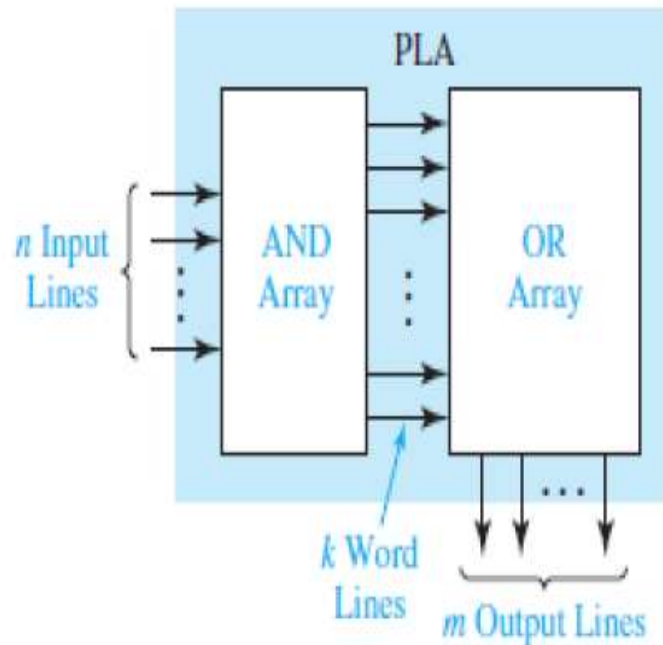 PLA
n Input
Lines
AND
Array
OR
Array
k Word
Lines
m Output Lines